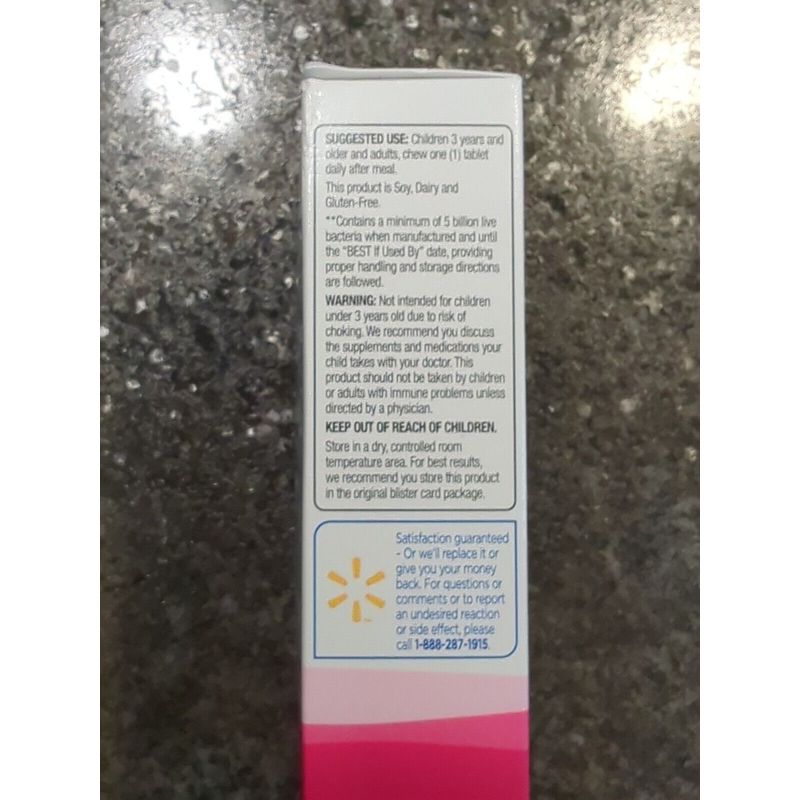 SUGGESTED USE: Children 3 years and
older and adults, chew one (1) tablet
daily after meal.
This product is Soy, Dairy and
Gluten-Free.
**Contains a minimum of 5 billion live
bacteria when manufactured and until
the "BEST If Used By" date, providing
proper handling and storage directions
are followed.
WARNING: Not intended for children
under 3 years old due to risk of
choking. We recommend you discuss
the supplements and medications your
child takes with your doctor. This
product should not be taken by children
or adults with immune problems unless
directed by a physician.
KEEP OUT OF REACH OF CHILDREN.
Store in a dry, controlled room
temperature area. For best results,
we recommend you store this product
in the original blister card package.
Satisfaction guaranteed
- Or we'll replace it or
give you your money
back. For questions or
comments or to report
an undesired reaction
or side effect, please
call 1-888-287-1915.